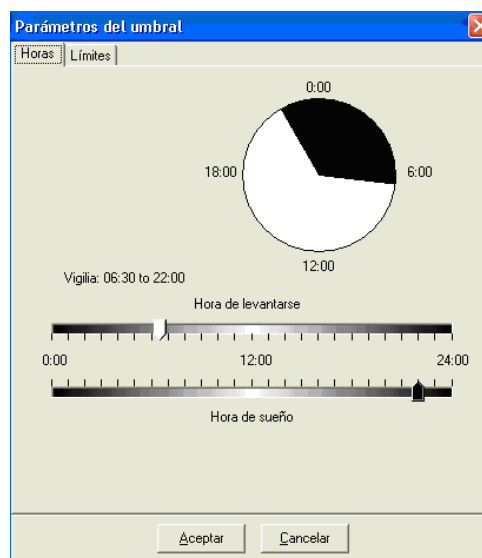 Parámetros del umbral
Horas Límites
0:00
18:00 6:00
12:00
Vigilia: 06:30 to 22:00
Hora de levantarse
0:00 12:00 24:00
Hora de sueño
Aceptar Cancelar